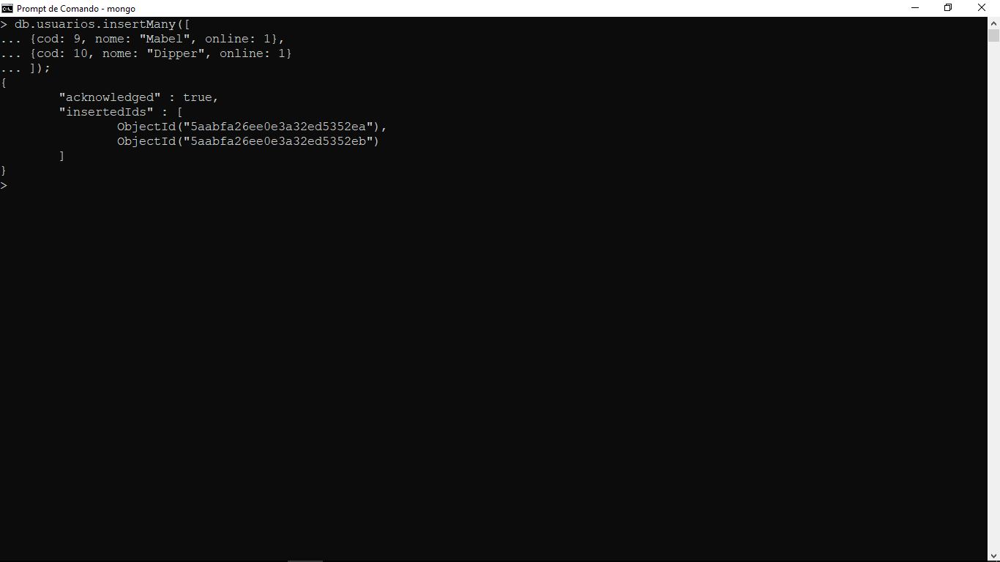 Prompt de Comando - mongo
> db.usuarios.insertMany([
... {cod: 9, nome: "Mabel", online: 1},
... {cod: 10, nome: "Dipper", online: 1}
... ]);
{
        "acknowledged" : true,
        "insertedIds" : [
                ObjectId("5aabfa26ee0e3a32ed5352ea"),
                ObjectId("5aabfa26ee0e3a32ed5352eb")
        ]
}
>